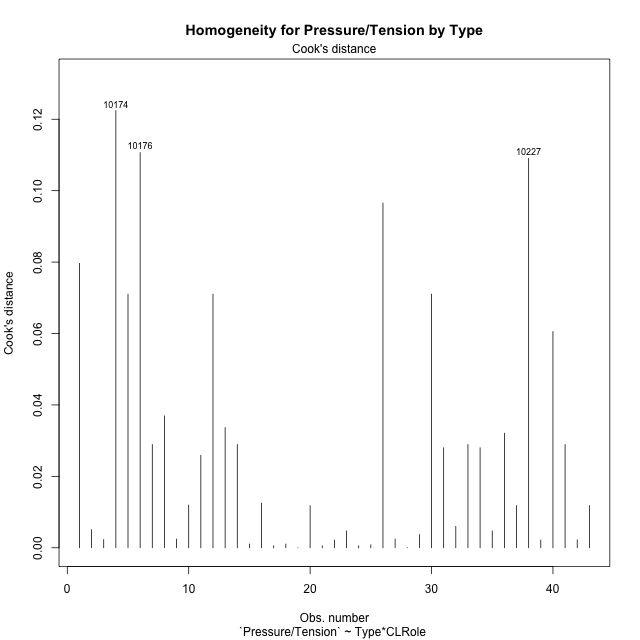 Homogeneity for Pressure/Tension by Type
Cook's distance
10174
10176
10227
Cook's distance
0.12
0.10
0.08
0.06
0.04
0.02
0.00
0 10 20 30 40
Obs. number
`Pressure/Tension` ~ Type*CLRole